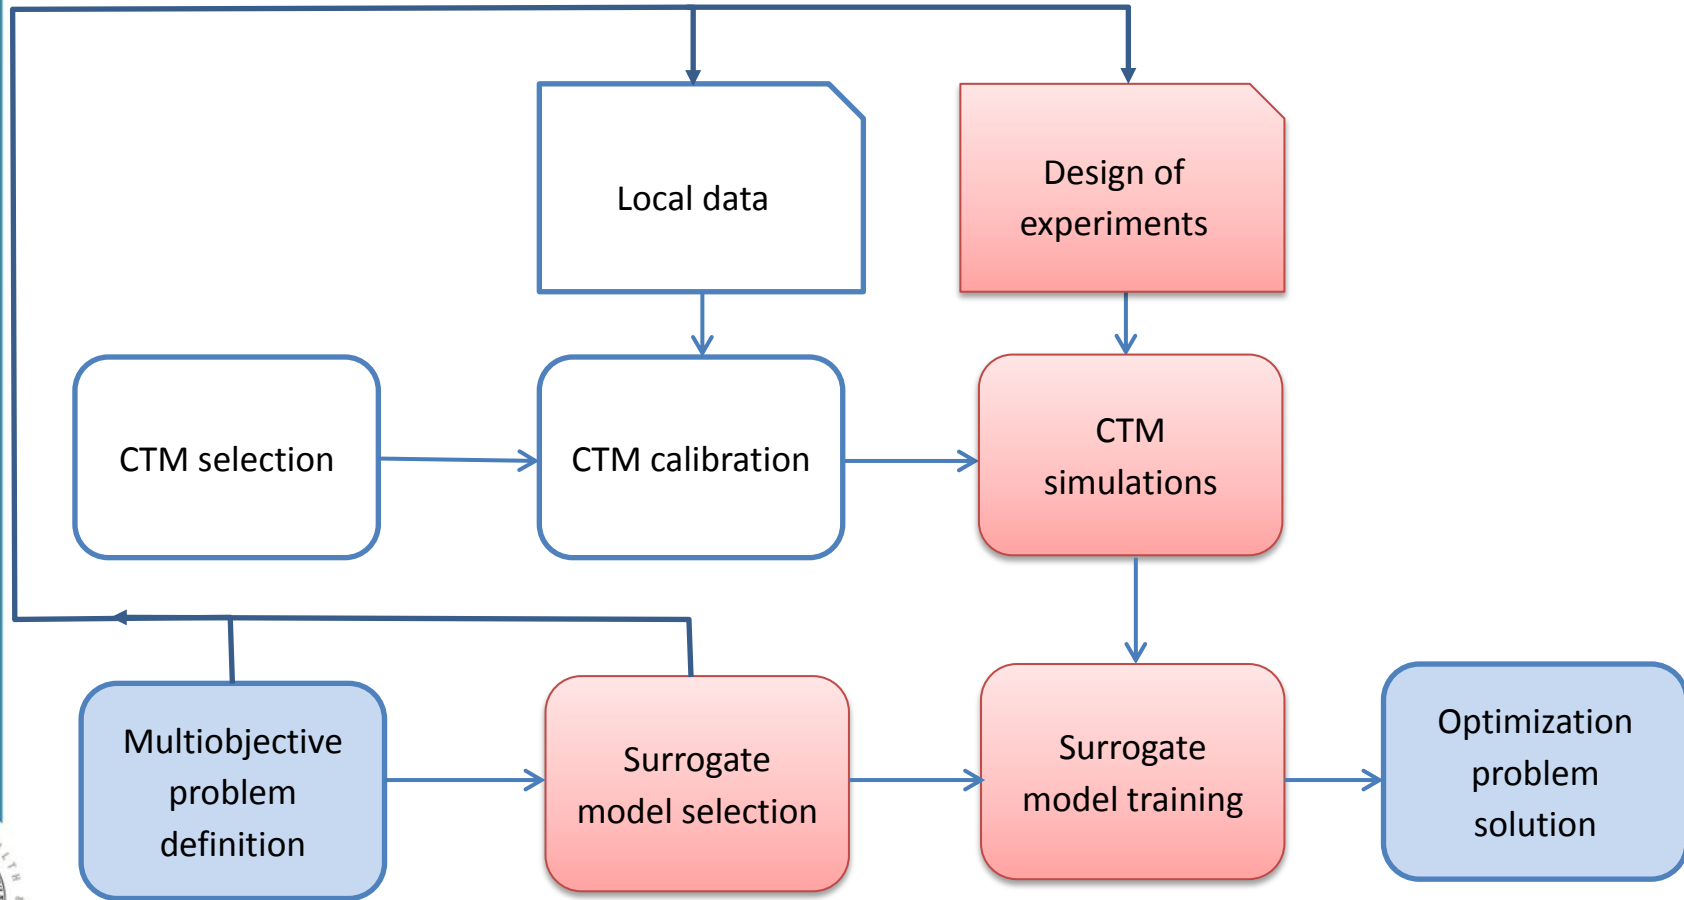 Local data
Design of
experiments
CTM selection
CTM calibration
CTM
simulations
Multiobjective
problem
definition
Surrogate
model selection
Surrogate
model training
Optimization
problem
solution